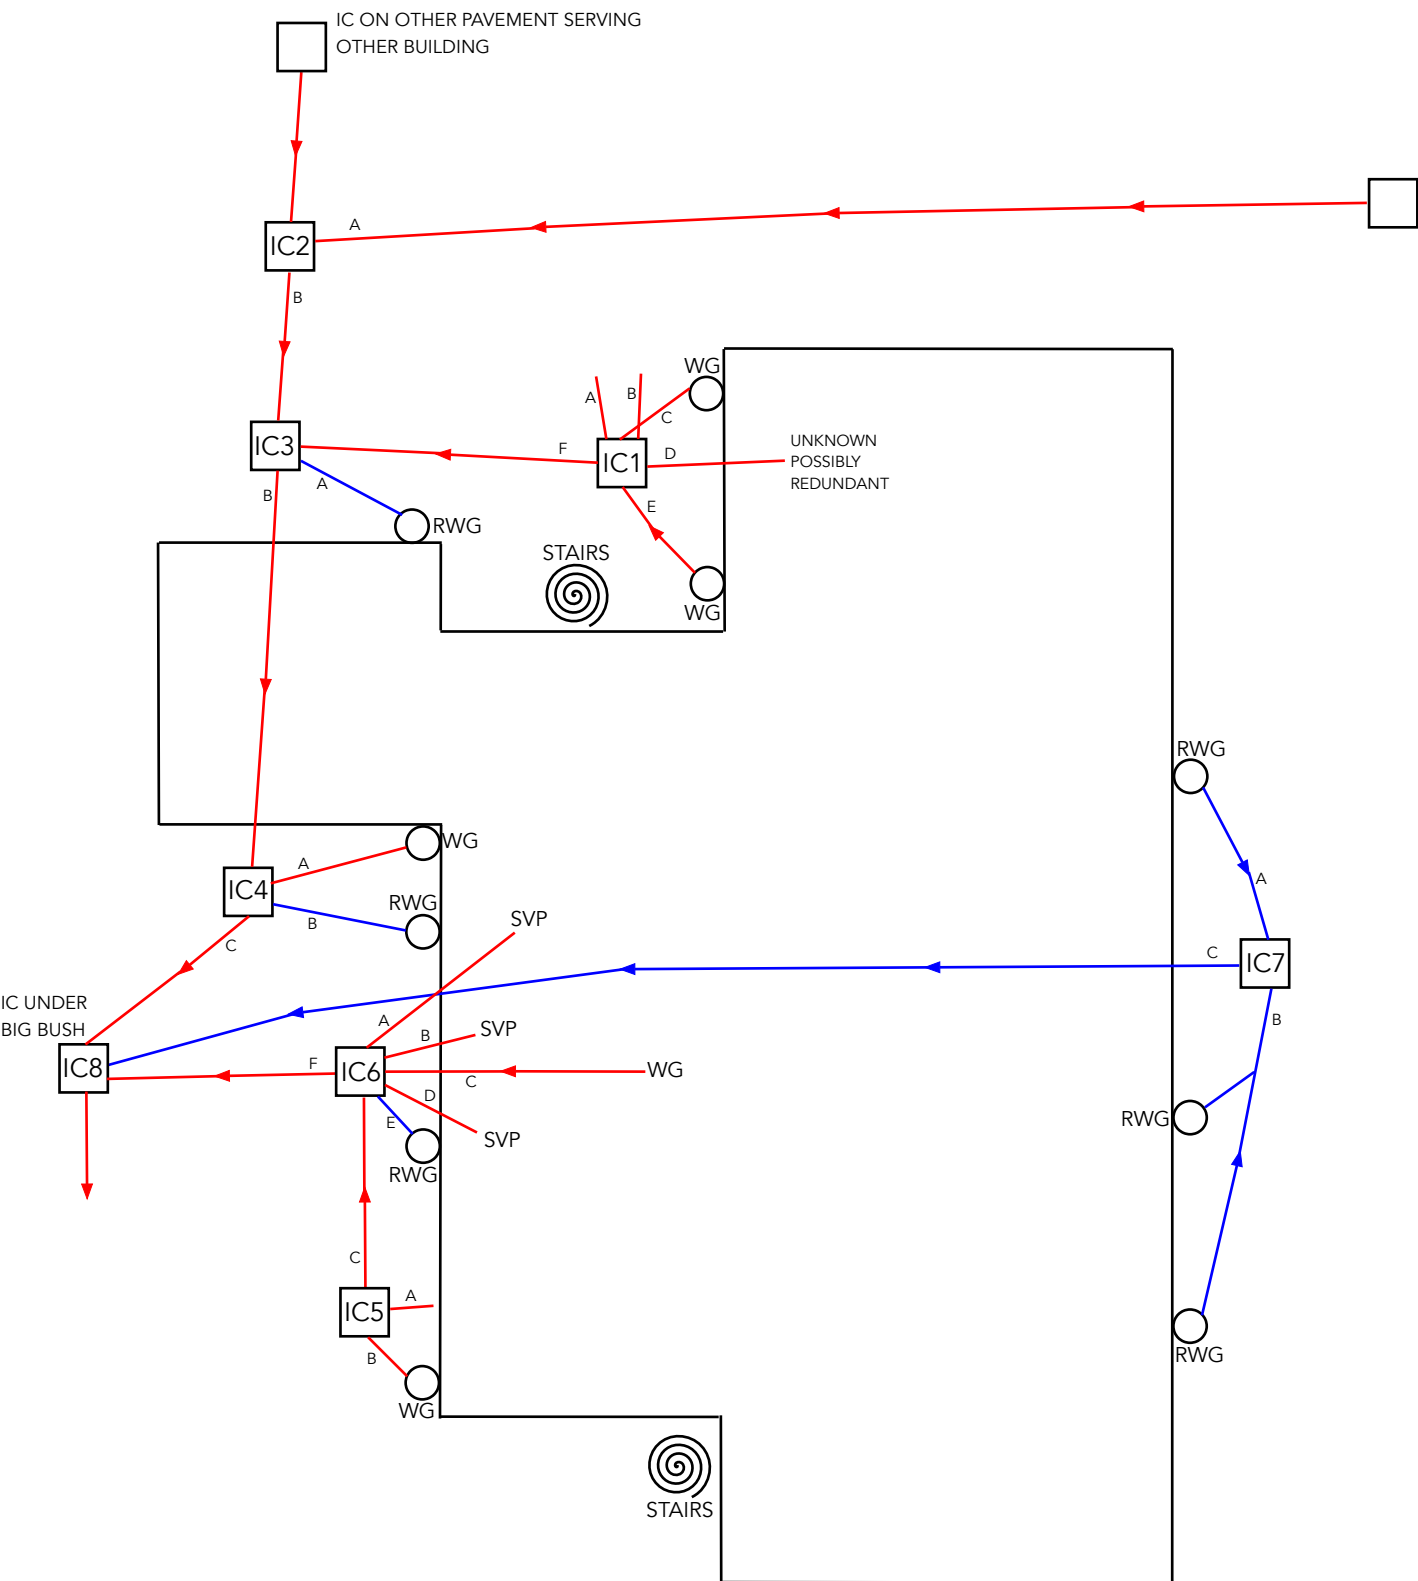 IC ON OTHER PAVEMENT SERVING
OTHER BUILDING
A
IC2
B
WG
A
B
C
IC3
F
IC1
D
UNKNOWN
POSSIBLY
REDUNDANT
A
B
E
RWG
STAIRS
WG
RWG
WG
A
A
IC4
RWG
B
SVP
C
C
IC7
IC UNDER
BIG BUSH
A
B
SVP
B
IC8
F
IC6
C
WG
D
E
SVP
RWG
RWG
C
A
IC5
B
RWG
WG
STAIRS